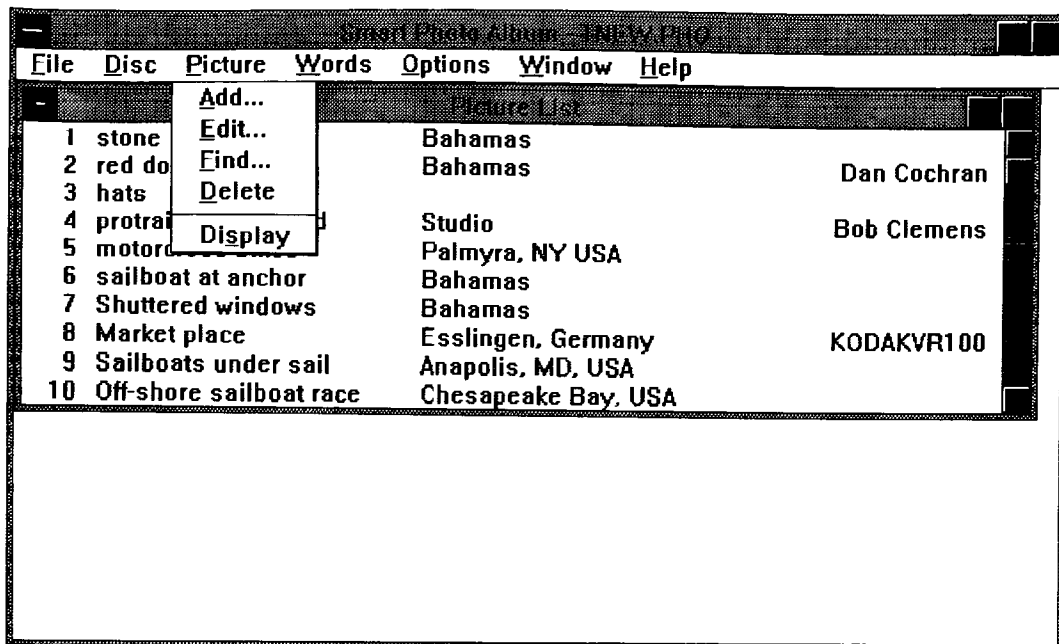 Smart Photo Album - TNEW.PHO
File Disc Picture Words Options Window Help
Picture List
Add...
Edit...
Find...
Delete
Display
1 stone Bahamas
2 red do Bahamas Dan Cochran
3 hats
4 protrai d Studio Bob Clemens
5 motorc Palmyra, NY USA
6 sailboat at anchor Bahamas
7 Shuttered windows Bahamas
8 Market place Esslingen, Germany KODAKVR100
9 Sailboats under sail Anapolis, MD, USA
10 Off-shore sailboat race Chesapeake Bay, USA